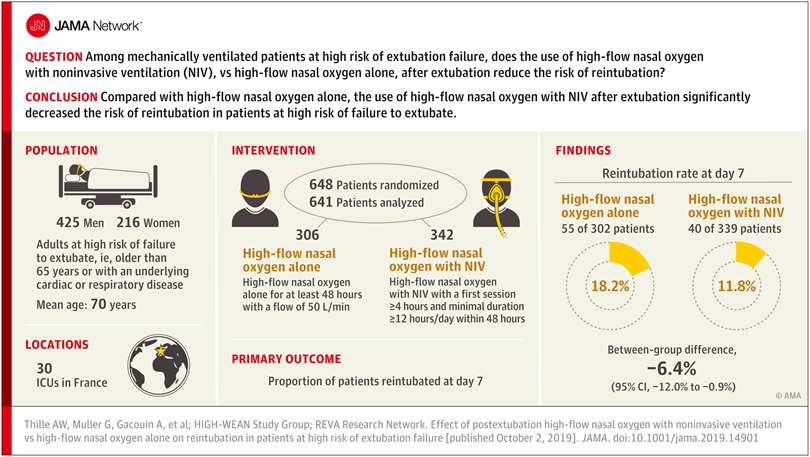 JN JAMA Network™
QUESTION Among mechanically ventilated patients at high risk of extubation failure, does the use of high-flow nasal oxygen
with noninvasive ventilation (NIV), vs high-flow nasal oxygen alone, after extubation reduce the risk of reintubation?
CONCLUSION Compared with high-flow nasal oxygen alone, the use of high-flow nasal oxygen with NIV after extubation significantly
decreased the risk of reintubation in patients at high risk of failure to extubate.
POPULATION
425 Men 216 Women
Adults at high risk of failure
to extubate, ie, older than
65 years or with an underlying
cardiac or respiratory disease
Mean age: 70 years
LOCATIONS
30
ICUs in France
INTERVENTION
648 Patients randomized
641 Patients analyzed
306
High-flow nasal
oxygen alone
High-flow nasal oxygen
alone for at least 48 hours
with a flow of 50 L/min
342
High-flow nasal
oxygen with NIV
High-flow nasal oxygen
with NIV with a first session
≥4 hours and minimal duration
≥12 hours/day within 48 hours
PRIMARY OUTCOME
Proportion of patients reintubated at day 7
FINDINGS
Reintubation rate at day 7
High-flow nasal
oxygen alone
55 of 302 patients
18.2%
High-flow nasal
oxygen with NIV
40 of 339 patients
11.8%
Between-group difference,
−6.4%
(95% CI, −12.0% to −0.9%)
© AMA
Thille AW, Muller G, Gacouin A, et al; HIGH-WEAN Study Group; REVA Research Network. Effect of postextubation high-flow nasal oxygen with noninvasive ventilation
vs high-flow nasal oxygen alone on reintubation in patients at high risk of extubation failure [published October 2, 2019]. JAMA. doi:10.1001/jama.2019.14901